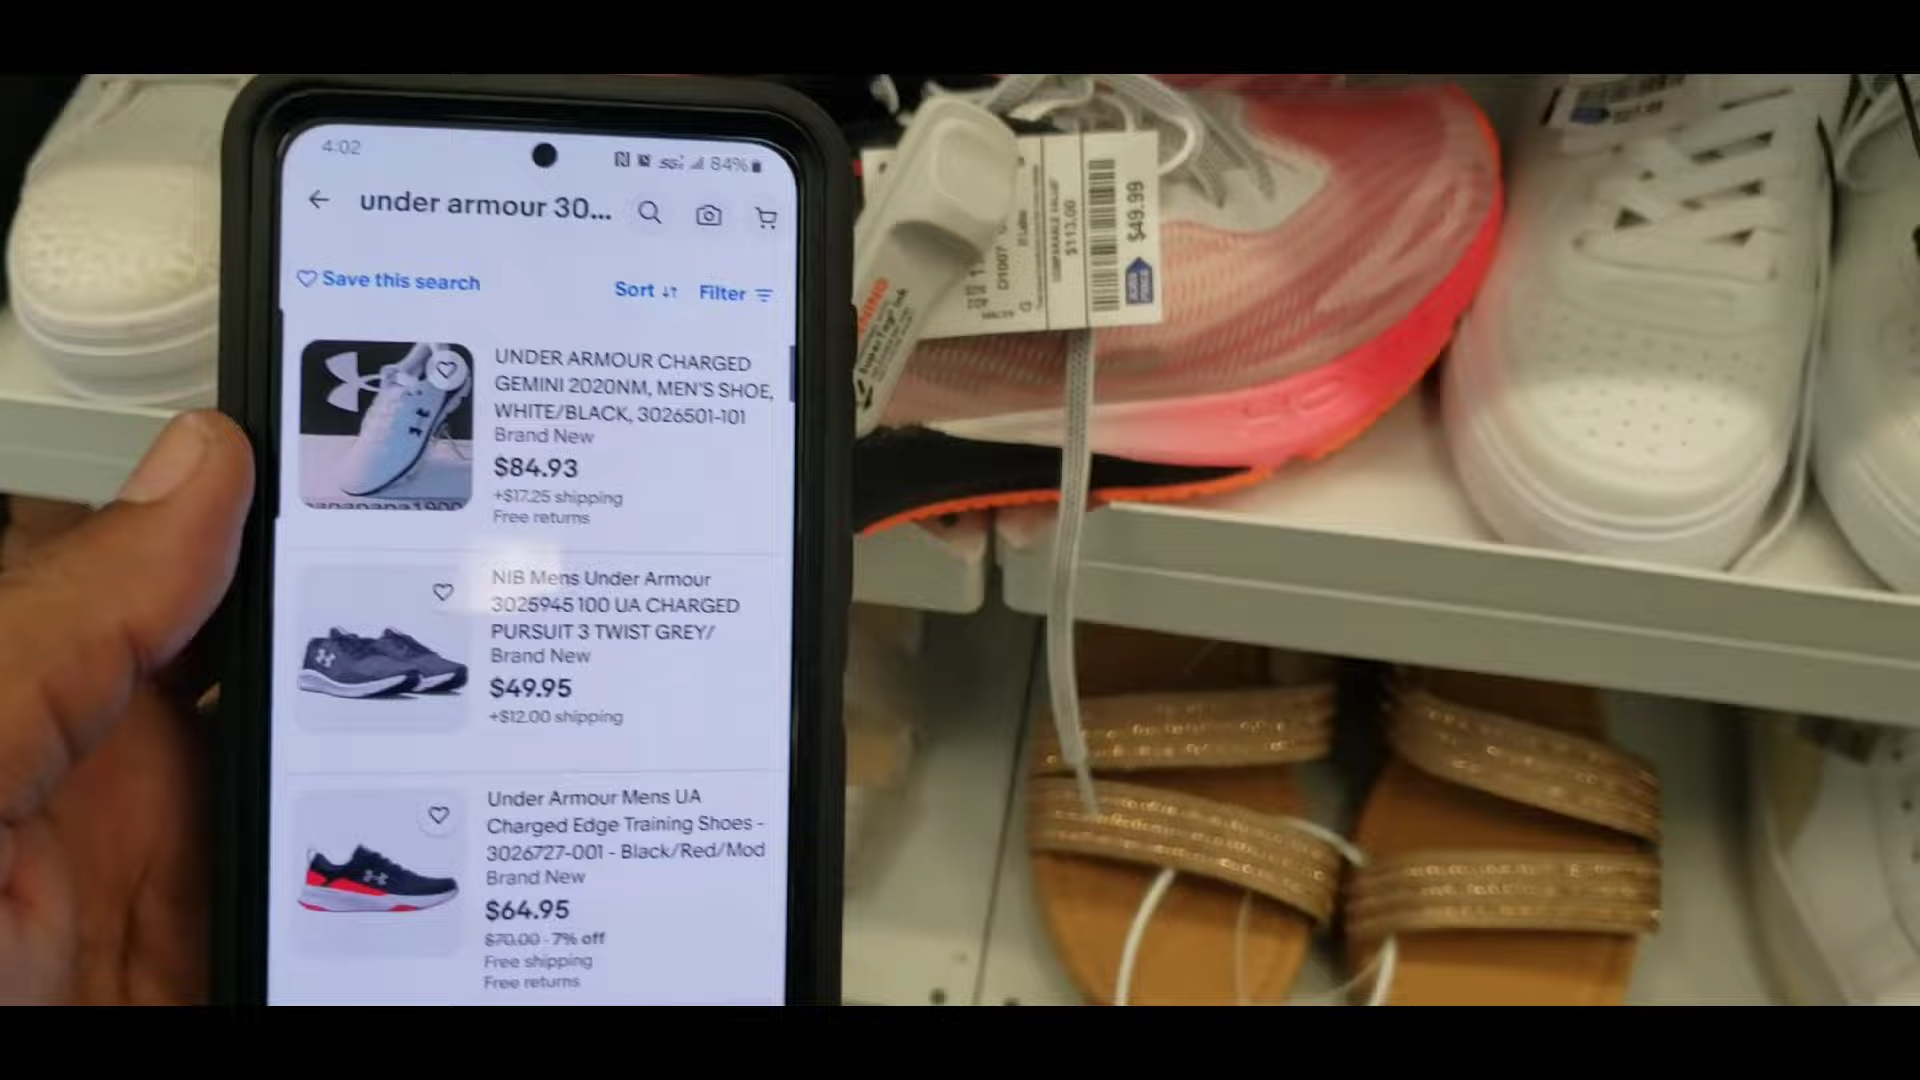 4:02
84%
under armour 30...
Save this search
Sort
Filter
UNDER ARMOUR CHARGED
GEMINI 2020NM, MEN'S SHOE,
WHITE/BLACK, 3026501-101
Brand New
$84.93
+$17.25 shipping
Free returns
NIB Mens Under Armour
3025945 100 UA CHARGED
PURSUIT 3 TWIST GREY/
Brand New
$49.95
+$12.00 shipping
Under Armour Mens UA
Charged Edge Training Shoes -
3026727-001 - Black/Red/Mod
Brand New
$64.95
$70.00 - 7% off
Free shipping
Free returns
D1007
COMPARABLE VALUE
$113.00
$49.99